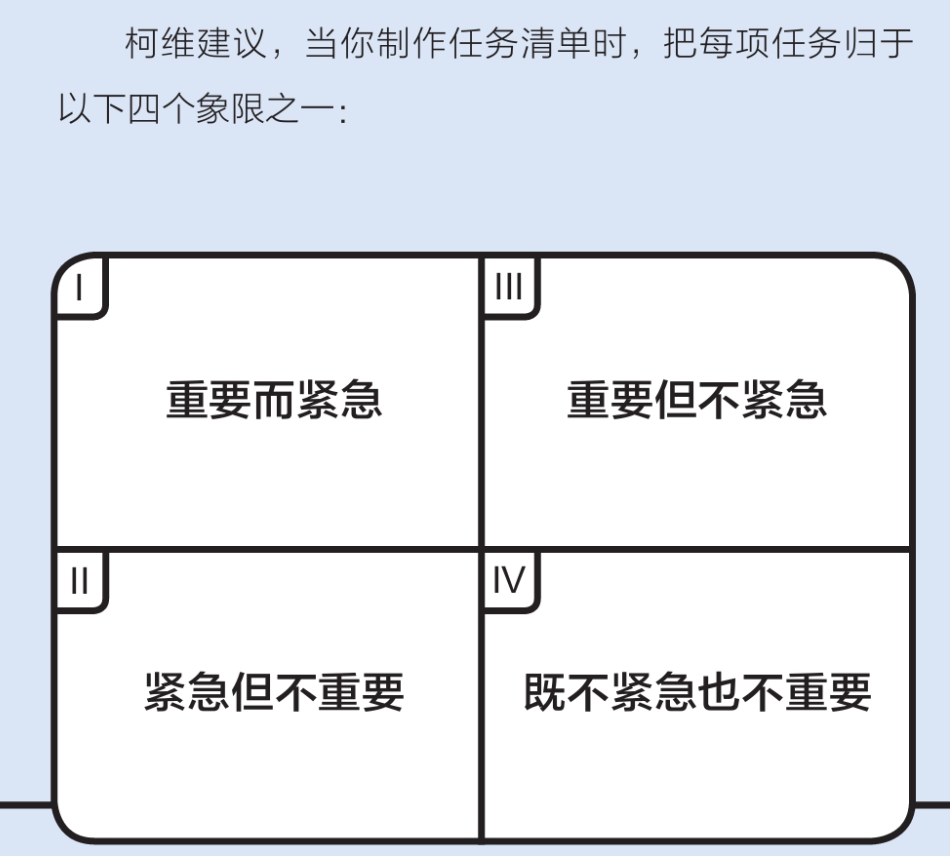 柯维建议，当你制作任务清单时，把每项任务归于
以下四个象限之一：
I
重要而紧急
III
重要但不紧急
II
紧急但不重要
IV
既不紧急也不重要